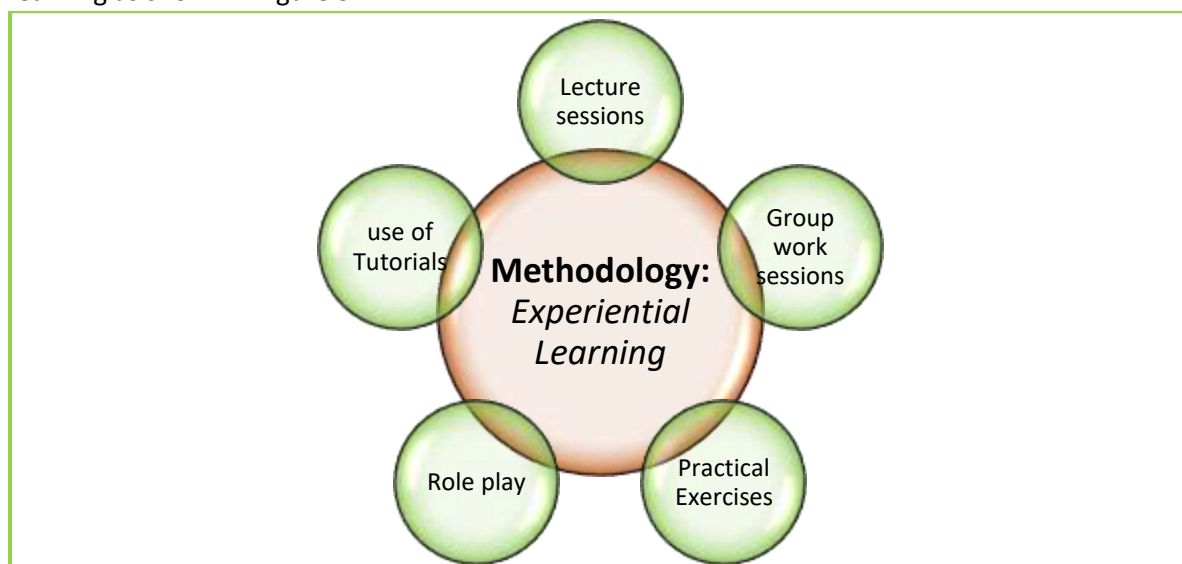 Lecture
sessions
Group
work
sessions
use of
Tutorials
Methodology:
Experiential
Learning
Role play
Practical
Exercises